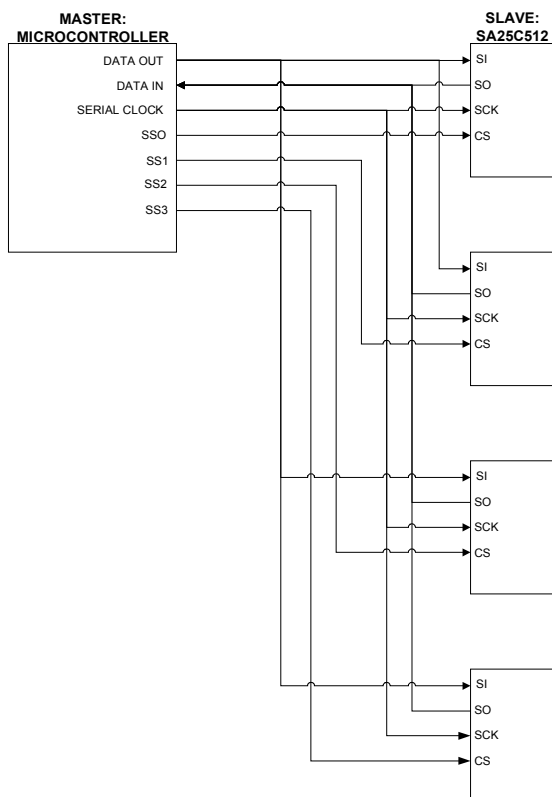 MASTER:
MICROCONTROLLER
DATA OUT
DATA IN
SERIAL CLOCK
SSO
SS1
SS2
SS3
SLAVE:
SA25C512
SI
SO
SCK
CS
SI
SO
SCK
CS
SI
SO
SCK
CS
SI
SO
SCK
CS